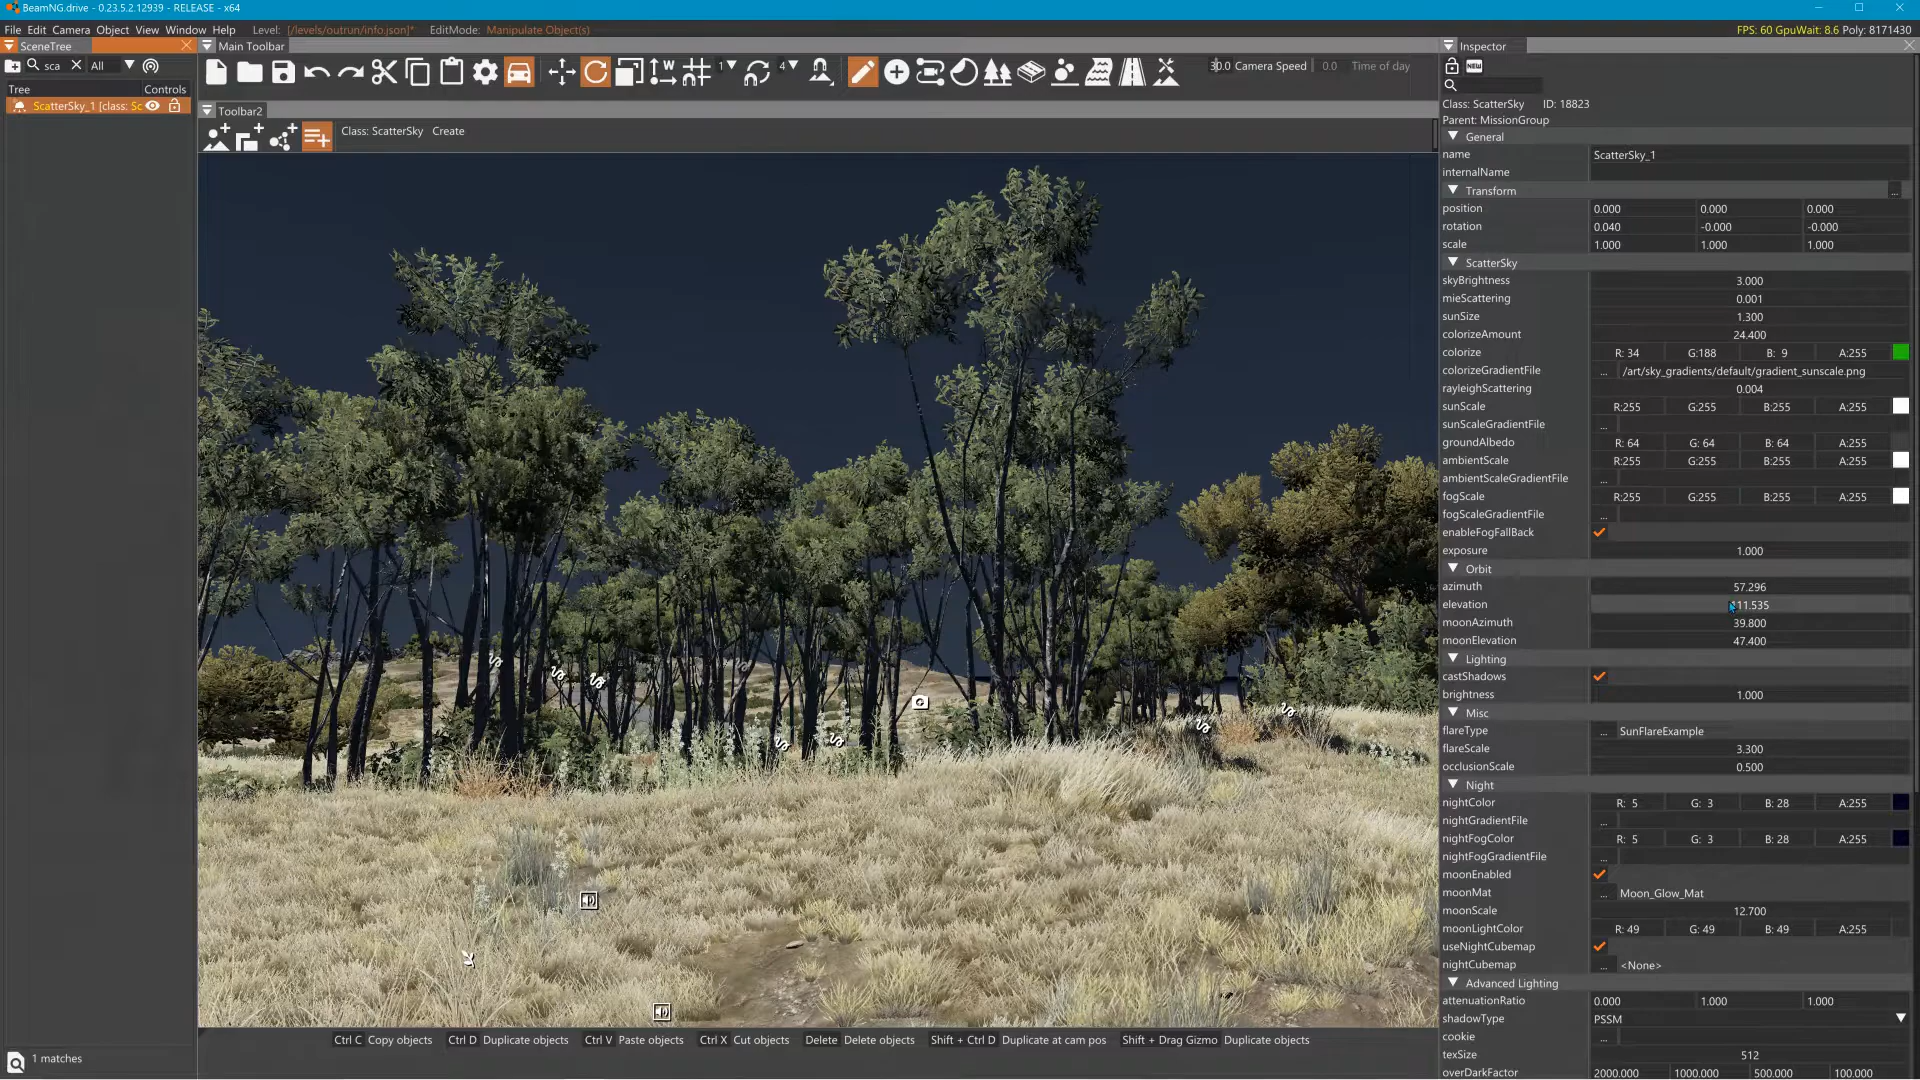 BeamNG.drive - 0.23.5.2.12939 - RELEASE - x64
File Edit Camera Object View Window Help Level: [/levels/outrun/info.json]* EditMode: Manipulate Object(s) FPS: 60 GpuWait: 8.6 Poly: 8171430
SceneTree
Main Toolbar
Inspector
sca All
1 4
30.0 Camera Speed 0.0 Time of day
NEW
Tree Controls
ScatterSky_1 [class: Sc
Toolbar2
Class: ScatterSky Create
Class: ScatterSky ID: 18823
Parent: MissionGroup
General
name ScatterSky_1
internalName
Transform ...
position 0.000 0.000 0.000
rotation 0.040 -0.000 -0.000
scale 1.000 1.000 1.000
ScatterSky
skyBrightness 3.000
mieScattering 0.001
sunSize 1.300
colorizeAmount 24.400
colorize R: 34 G:188 B: 9 A:255
colorizeGradientFile ... /art/sky_gradients/default/gradient_sunscale.png
rayleighScattering 0.004
sunScale R:255 G:255 B:255 A:255
sunScaleGradientFile ...
groundAlbedo R: 64 G: 64 B: 64 A:255
ambientScale R:255 G:255 B:255 A:255
ambientScaleGradientFile ...
fogScale R:255 G:255 B:255 A:255
fogScaleGradientFile ...
enableFogFallBack
exposure 1.000
Orbit
azimuth 57.296
elevation 11.535
moonAzimuth 39.800
moonElevation 47.400
Lighting
castShadows
brightness 1.000
Misc
flareType ... SunFlareExample
flareScale 3.300
occlusionScale 0.500
Night
nightColor R: 5 G: 3 B: 28 A:255
nightGradientFile ...
nightFogColor R: 5 G: 3 B: 28 A:255
nightFogGradientFile ...
moonEnabled
moonMat ... Moon_Glow_Mat
moonScale 12.700
moonLightColor R: 49 G: 49 B: 49 A:255
useNightCubemap
nightCubemap ... <None>
Advanced Lighting
attenuationRatio 0.000 1.000 1.000
shadowType PSSM
cookie ...
texSize 512
overDarkFactor 2000.000 1000.000 500.000 100.000
Ctrl C Copy objects Ctrl D Duplicate objects Ctrl V Paste objects Ctrl X Cut objects Delete Delete objects Shift + Ctrl D Duplicate at cam pos Shift + Drag Gizmo Duplicate objects
1 matches